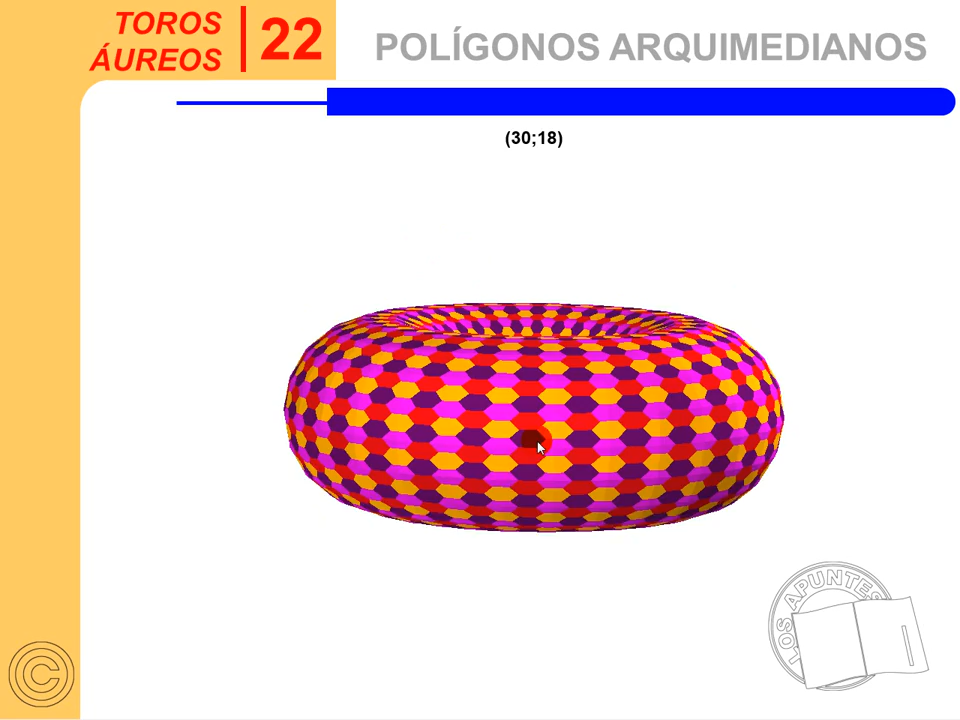 TOROS
ÁUREOS
22
POLÍGONOS ARQUIMEDIANOS
(30;18)
LOS APUNTES
©